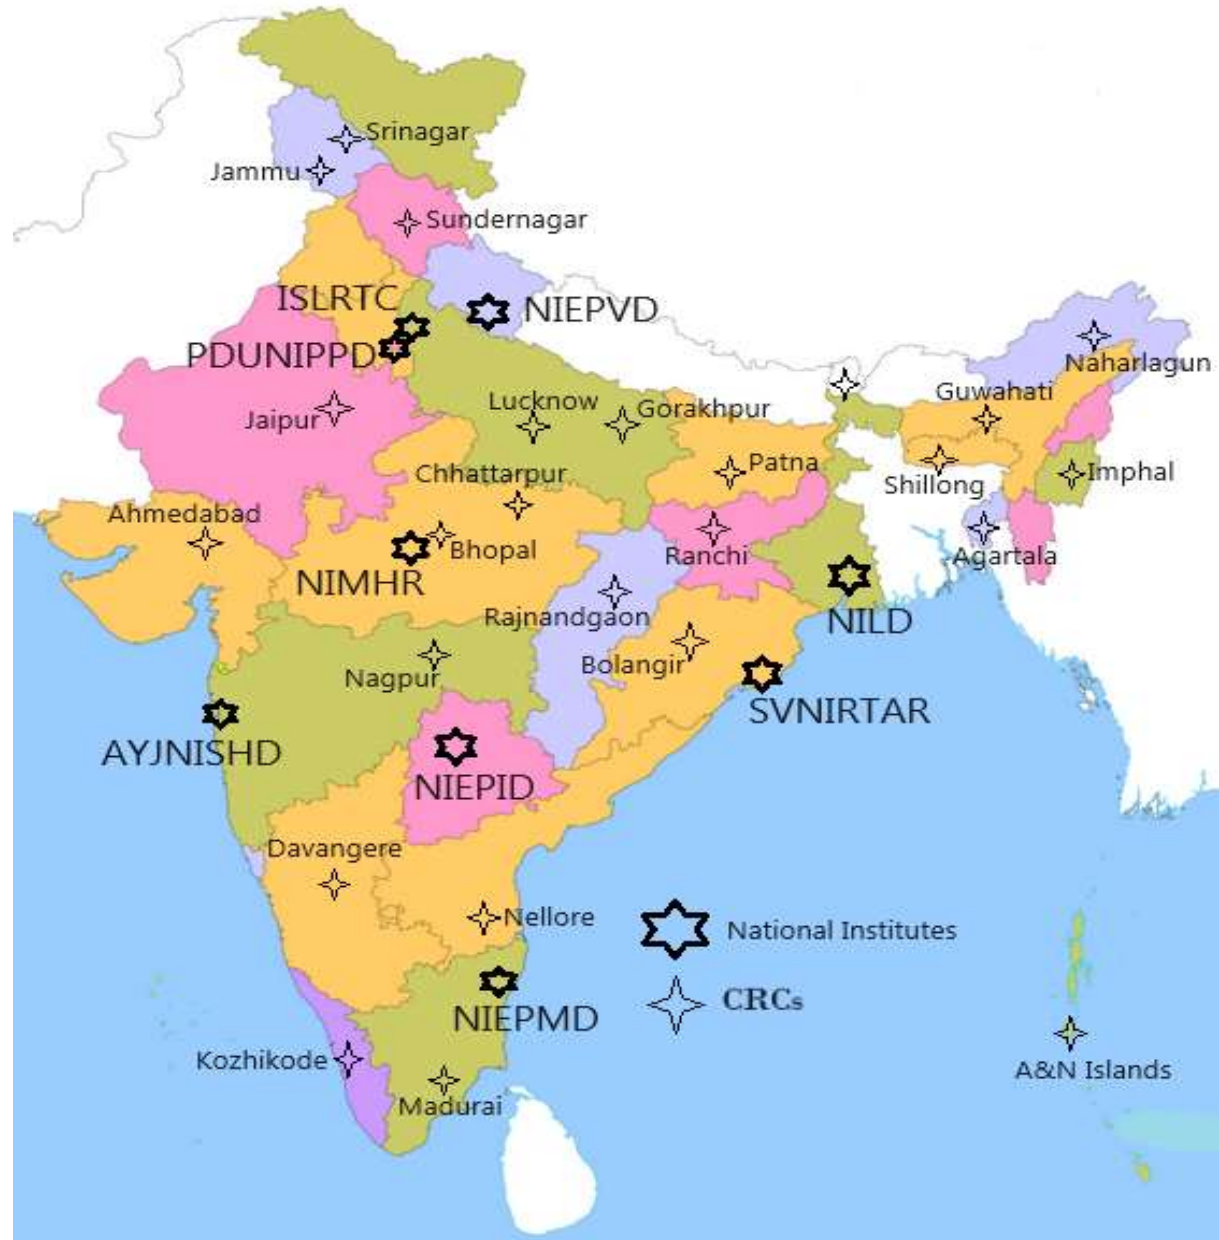 Srinagar
Jammu
Sundernagar
ISLRTC
NIEPVD
PDUNIPPD
Naharlagun
Guwahati
Lucknow
Gorakhpur
Jaipur
Chhattarpur
Patna
Shillong
Imphal
Ahmedabad
Bhopal
Ranchi
Agartala
NIMHR
Rajnandgaon
NILD
Bolangir
Nagpur
SVNIRTAR
AYJNISHD
NIEPID
Davangere
Nellore
National Institutes
CRCs
NIEPMD
Kozhikode
A&N Islands
Madurai